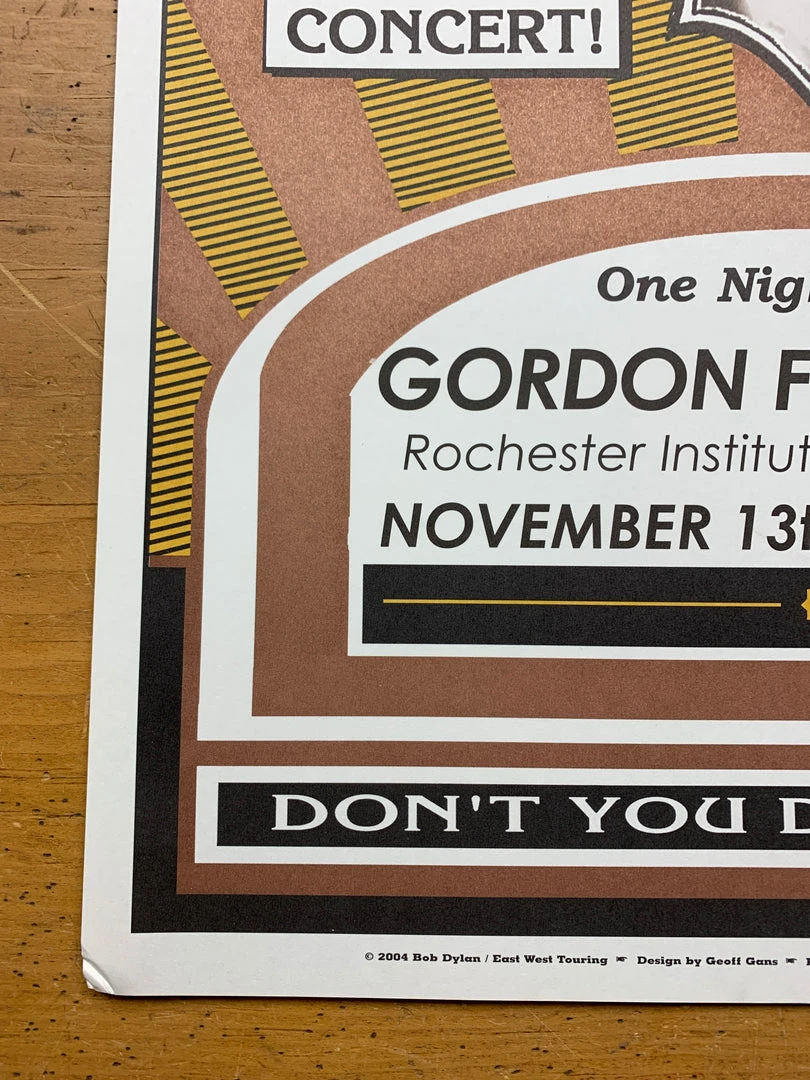 CONCERT!
One Nig
GORDON F
Rochester Institut
NOVEMBER 13t
DON'T YOU D
© 2004 Bob Dylan / East West Touring ☛ Design by Geoff Gans ☛